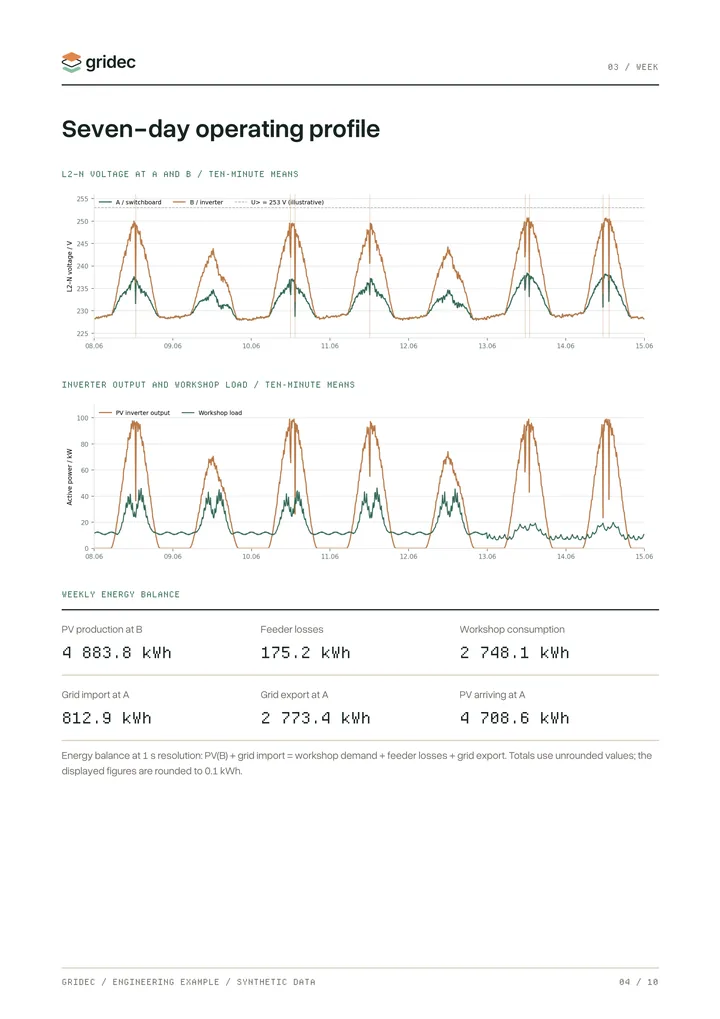 gridec
03 / WEEK
Seven-day operating profile
L2-N VOLTAGE AT A AND B / TEN-MINUTE MEANS
A / switchboard B / inverter U> = 253 V (illustrative)
L2-N voltage / V
255
250
245
240
235
230
225
08.06 09.06 10.06 11.06 12.06 13.06 14.06 15.06
INVERTER OUTPUT AND WORKSHOP LOAD / TEN-MINUTE MEANS
PV inverter output Workshop load
Active power / kW
100
80
60
40
20
0
08.06 09.06 10.06 11.06 12.06 13.06 14.06 15.06
WEEKLY ENERGY BALANCE
PV production at B Feeder losses Workshop consumption
4 883.8 kWh 175.2 kWh 2 748.1 kWh
Grid import at A Grid export at A PV arriving at A
812.9 kWh 2 773.4 kWh 4 708.6 kWh
Energy balance at 1 s resolution: PV(B) + grid import = workshop demand + feeder losses + grid export. Totals use unrounded values; the
displayed figures are rounded to 0.1 kWh.
GRIDEC / ENGINEERING EXAMPLE / SYNTHETIC DATA
04 / 10